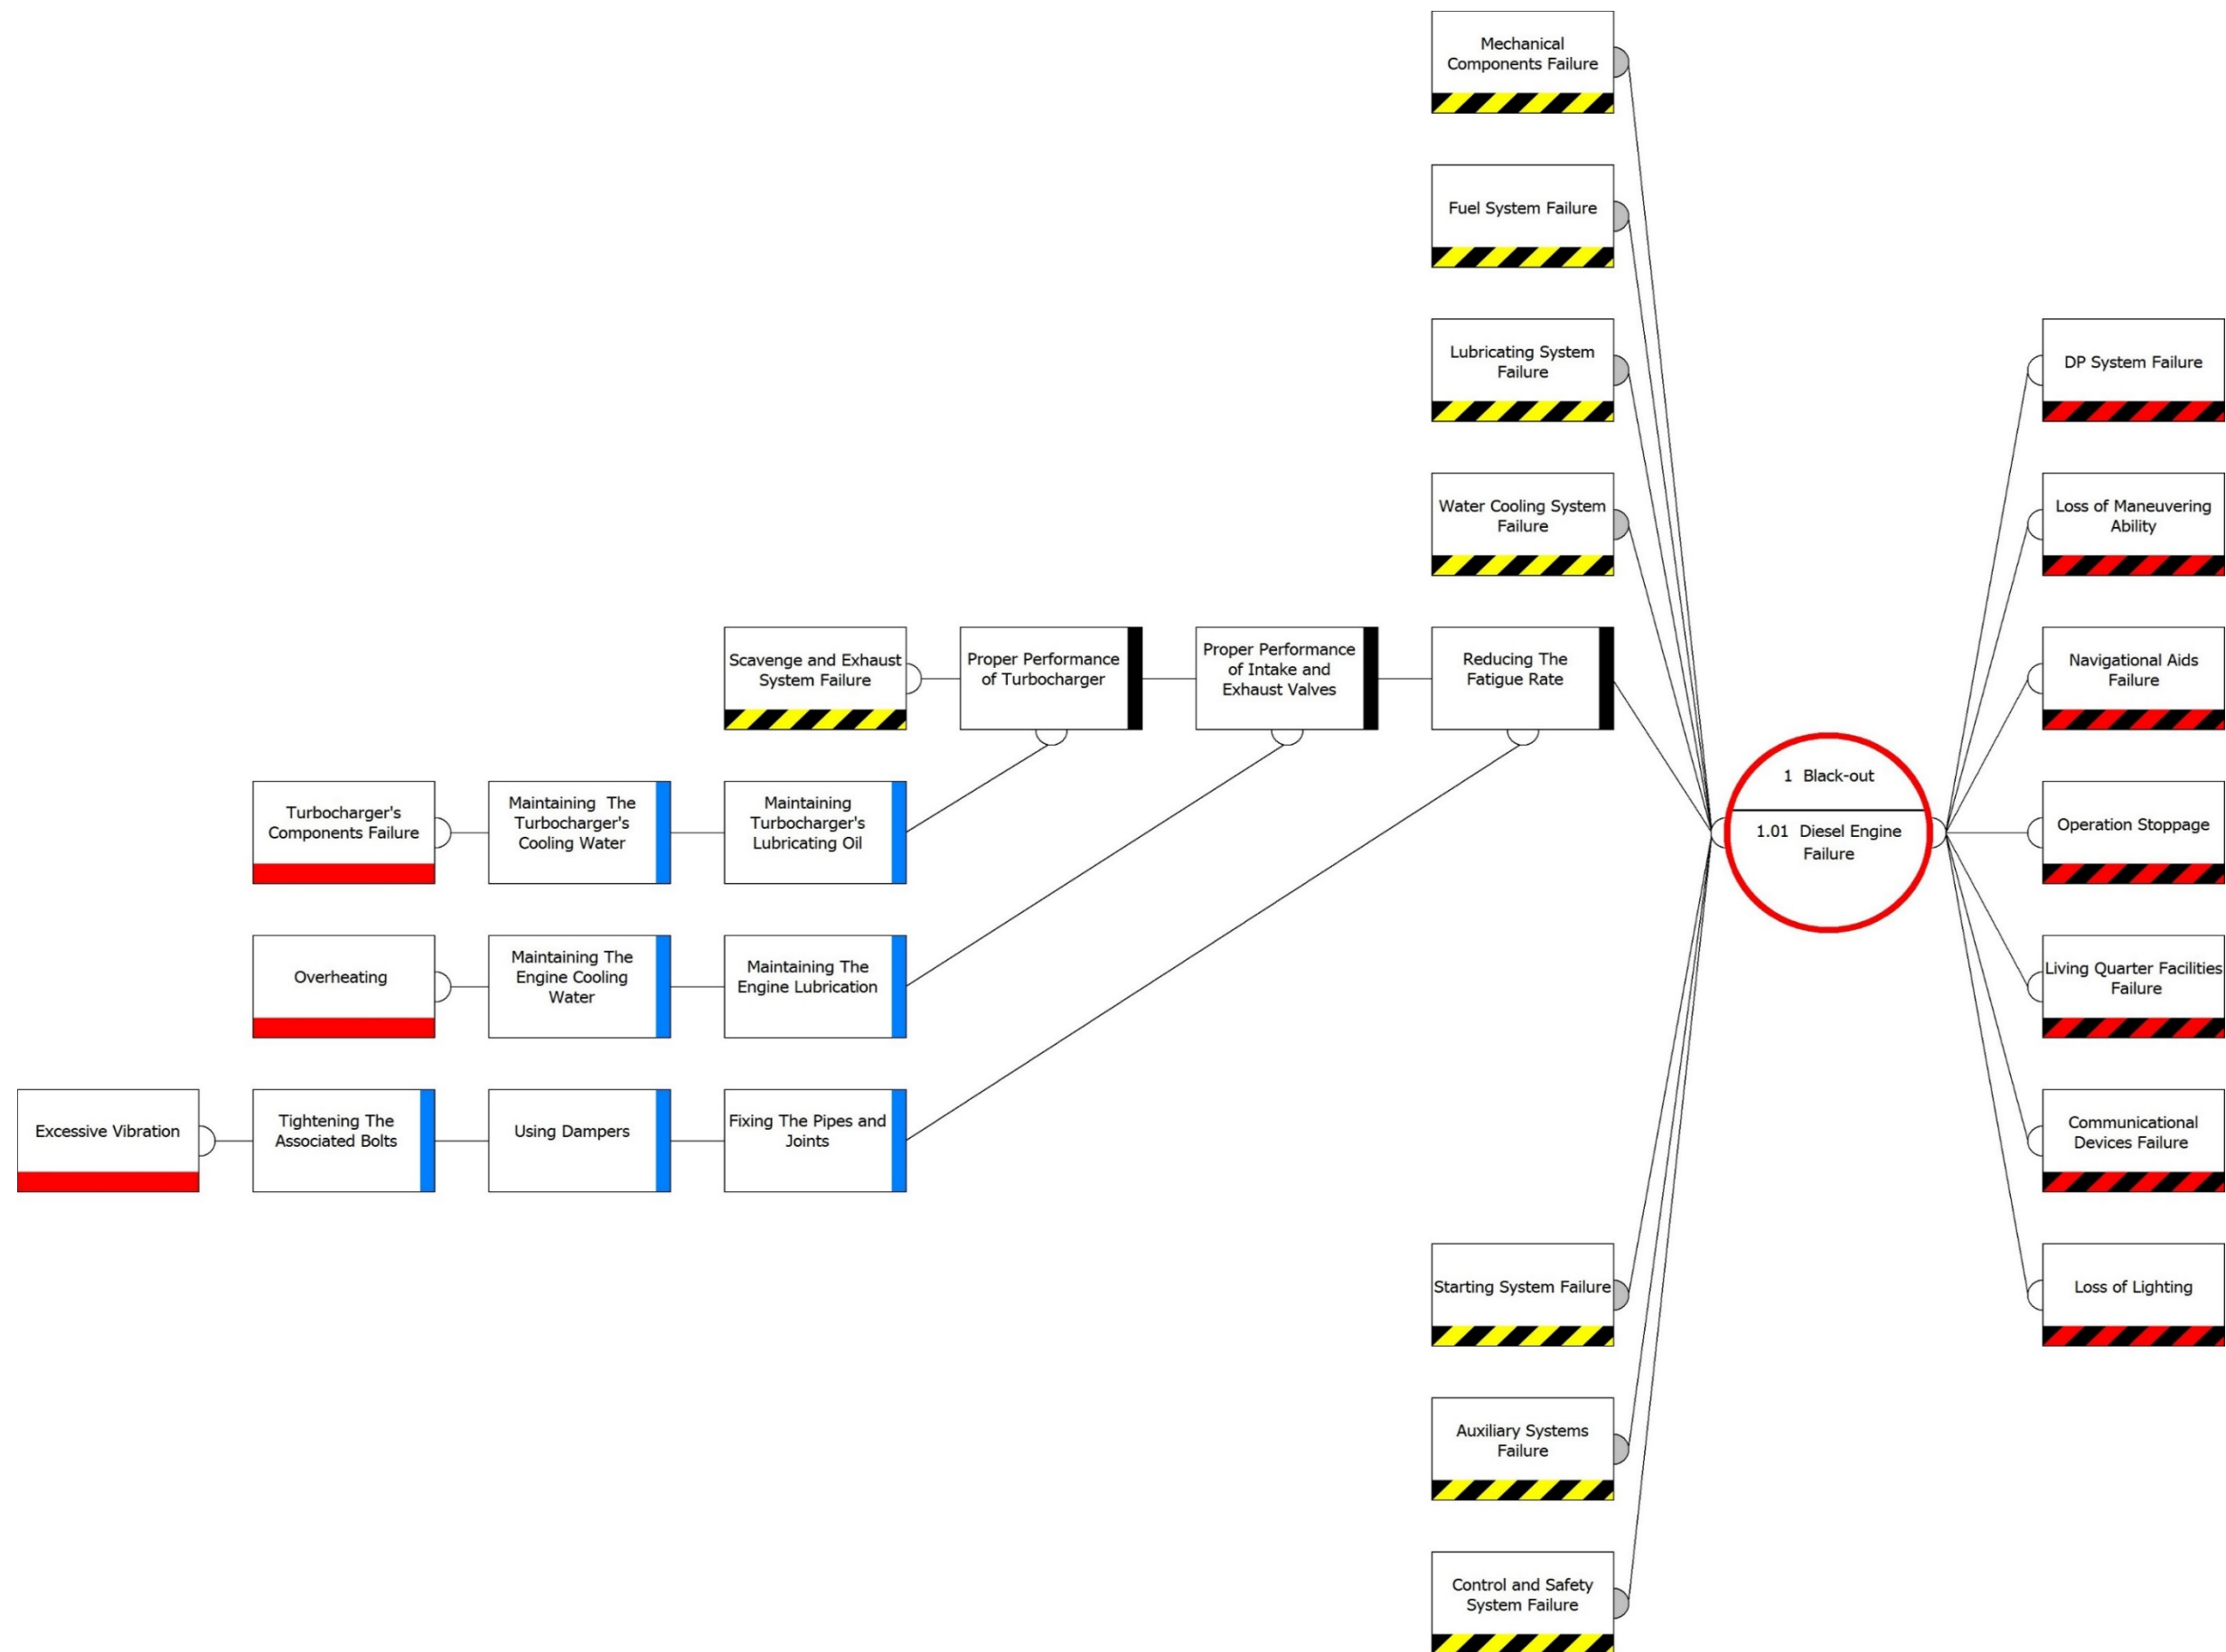 Mechanical
Components Failure
Fuel System Failure
Lubricating System
Failure
DP System Failure
Water Cooling System
Failure
Loss of Maneuvering
Ability
Scavenge and Exhaust
System Failure
Proper Performance
of Turbocharger
Proper Performance
of Intake and
Exhaust Valves
Reducing The
Fatigue Rate
Navigational Aids
Failure
Turbocharger's
Components Failure
Maintaining The
Turbocharger's
Cooling Water
Maintaining
Turbocharger's
Lubricating Oil
1 Black-out
1.01 Diesel Engine
Failure
Operation Stoppage
Overheating
Maintaining The
Engine Cooling
Water
Maintaining The
Engine Lubrication
Living Quarter Facilities
Failure
Excessive Vibration
Tightening The
Associated Bolts
Using Dampers
Fixing The Pipes and
Joints
Communicational
Devices Failure
Starting System Failure
Loss of Lighting
Auxiliary Systems
Failure
Control and Safety
System Failure